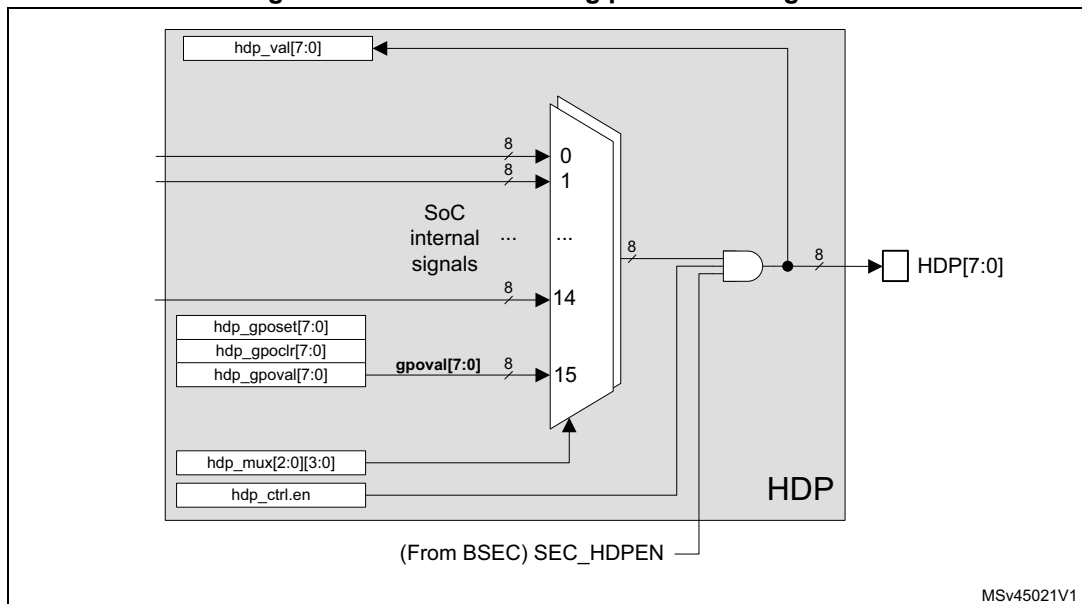 hdp_val[7:0]
8
0
8
1
SoC
internal
signals
...
...
8
HDP[7:0]
8
8
14
hdp_gposet[7:0]
hdp_gpoclr[7:0]
hdp_gpoval[7:0]
gpoval[7:0]
8
15
hdp_mux[2:0][3:0]
hdp_ctrl.en
HDP
(From BSEC) SEC_HDPEN
MSv45021V1